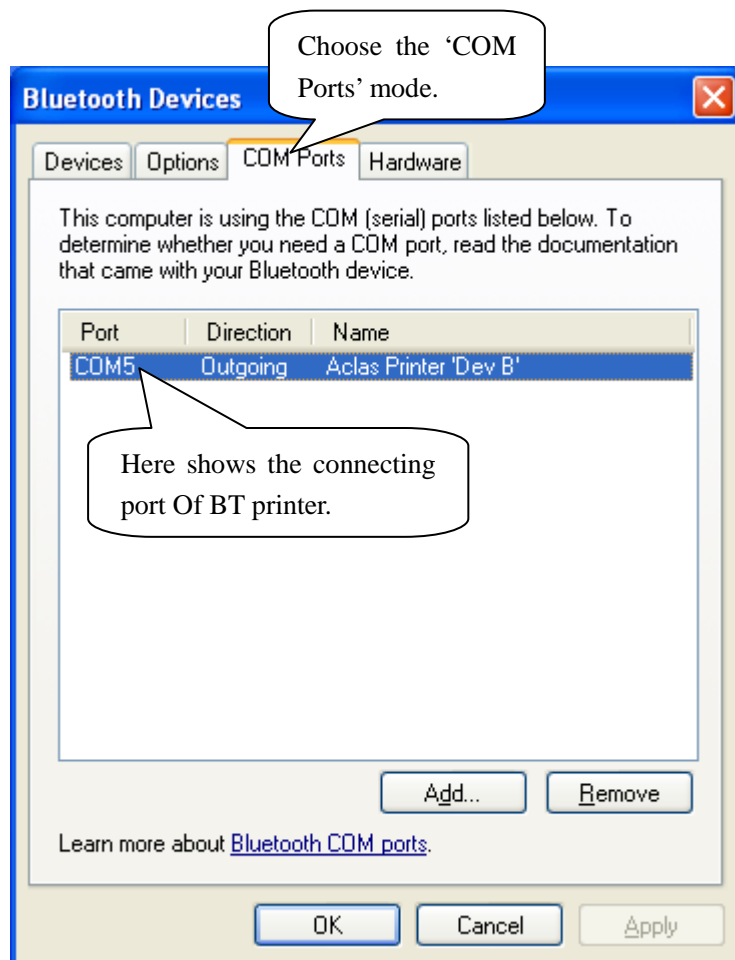 Choose the ‘COM
Ports’ mode.
Bluetooth Devices
Devices Options COM Ports Hardware
This computer is using the COM (serial) ports listed below. To
determine whether you need a COM port, read the documentation
that came with your Bluetooth device.
Port Direction Name
COM5 Outgoing Aclas Printer 'Dev B'
Here shows the connecting
port Of BT printer.
Add... Remove
Learn more about Bluetooth COM ports.
OK Cancel Apply